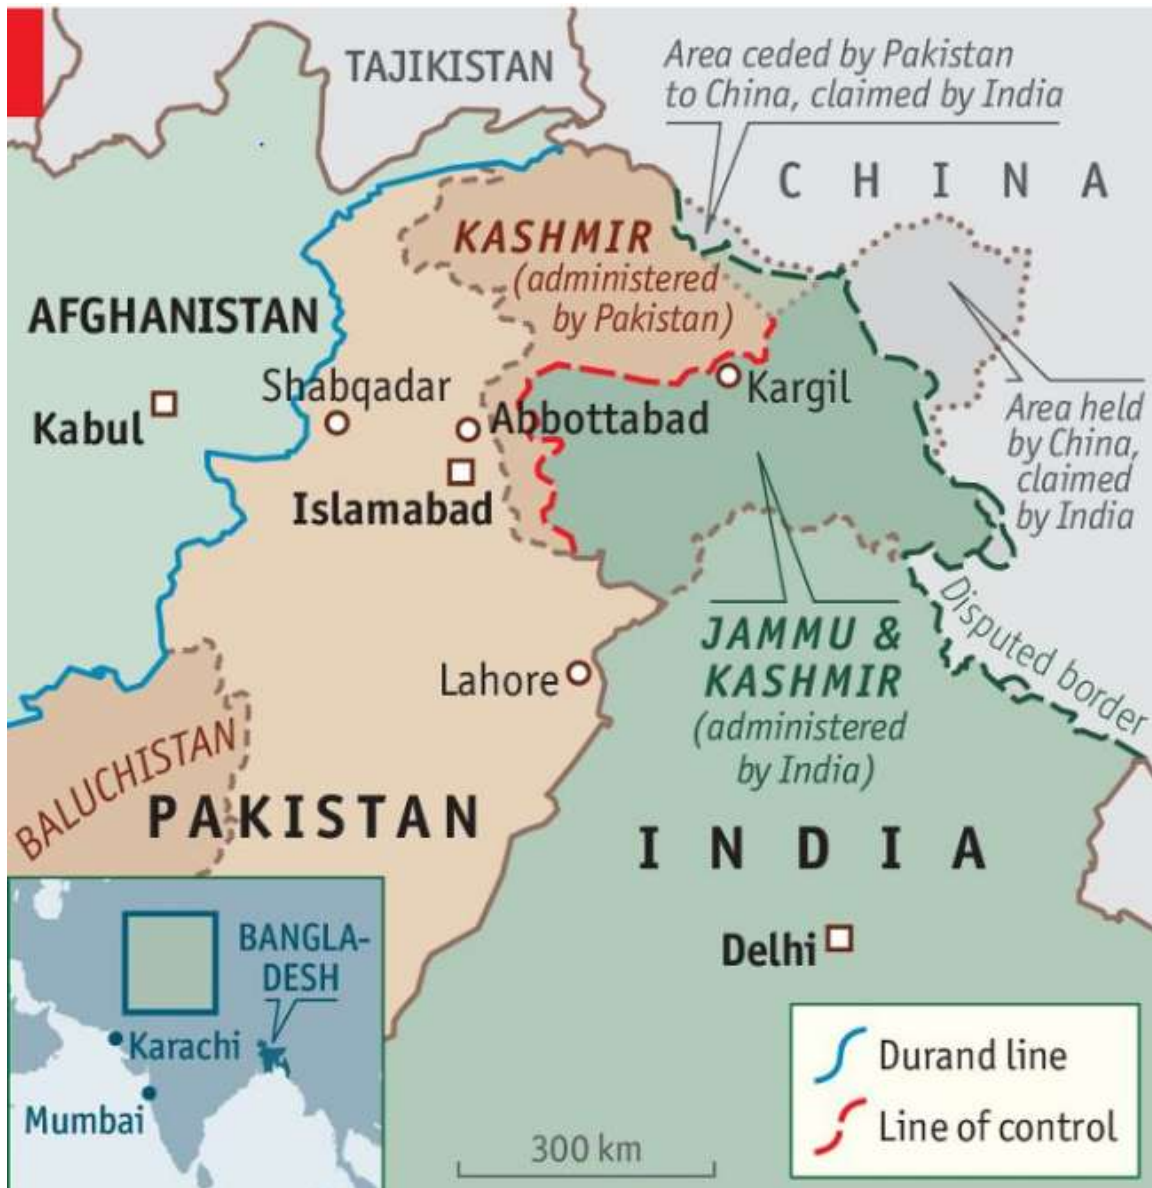 TAJIKISTAN
Area ceded by Pakistan
to China, claimed by India
CHINA
KASHMIR
(administered
by Pakistan)
AFGHANISTAN
Shabqadar
Kargil
Kabul
Abbottabad
Area held
by China,
claimed
by India
Islamabad
Disputed border
JAMMU &
KASHMIR
(administered
by India)
Lahore
BALUCHISTAN
PAKISTAN
INDIA
Delhi
BANGLA-
DESH
Karachi
Mumbai
Durand line
Line of control
300 km